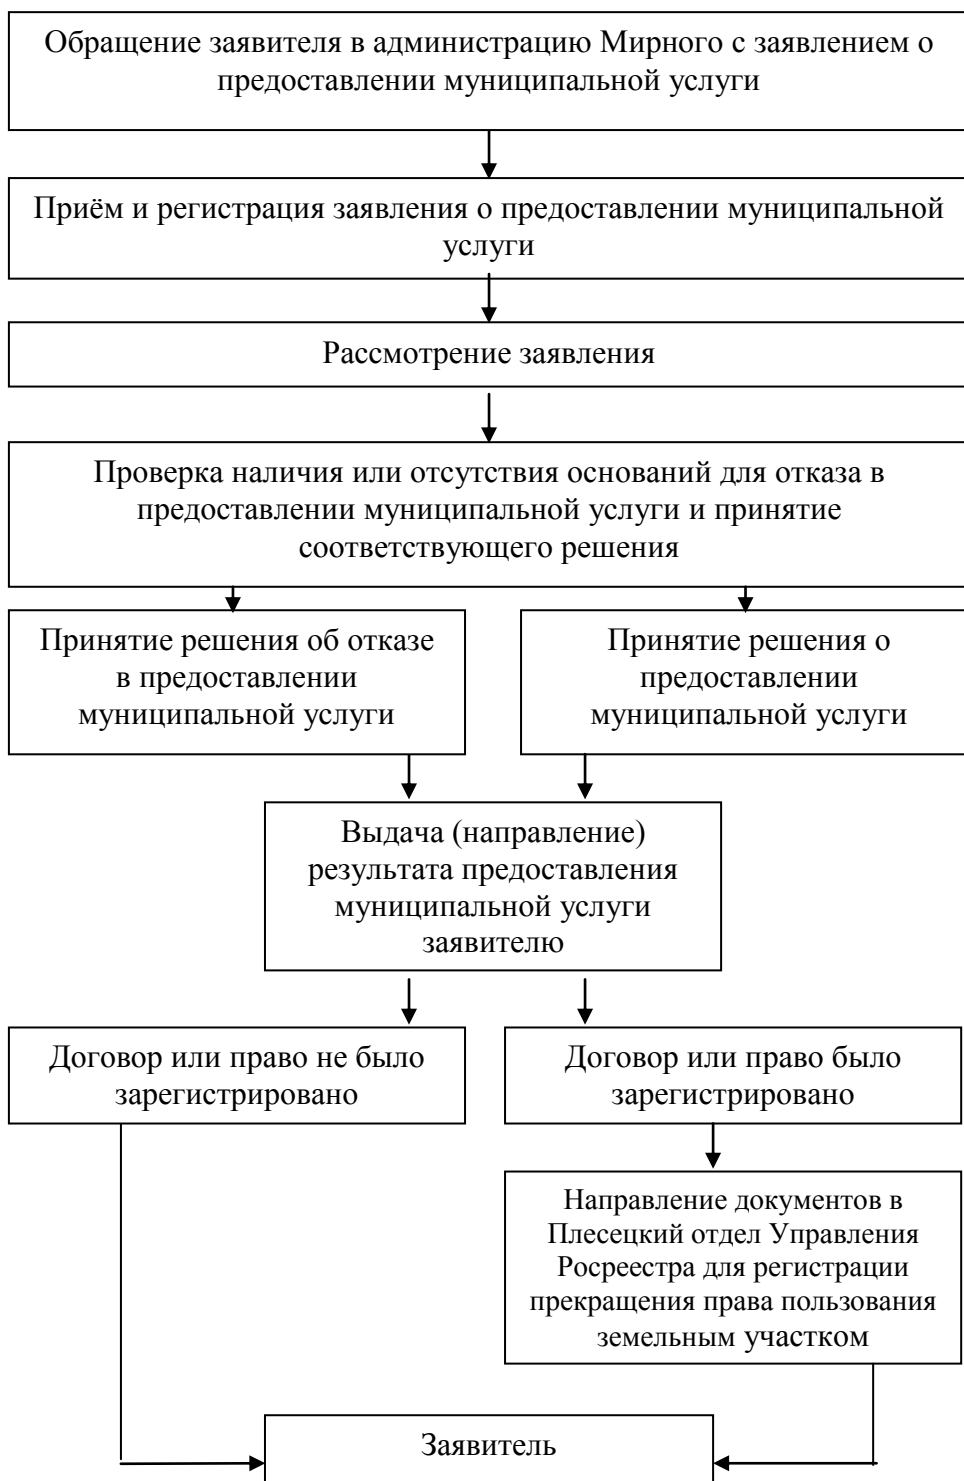 Обращение заявителя в администрацию Мирного с заявлением о
предоставлении муниципальной услуги
Приём и регистрация заявления о предоставлении муниципальной
услуги
Рассмотрение заявления
Проверка наличия или отсутствия оснований для отказа в
предоставлении муниципальной услуги и принятие
соответствующего решения
Принятие решения об отказе
в предоставлении
муниципальной услуги
Принятие решения о
предоставлении
муниципальной услуги
Выдача (направление)
результата предоставления
муниципальной услуги
заявителю
Договор или право не было
зарегистрировано
Договор или право было
зарегистрировано
Направление документов в
Плесецкий отдел Управления
Росреестра для регистрации
прекращения права пользования
земельным участком
Заявитель